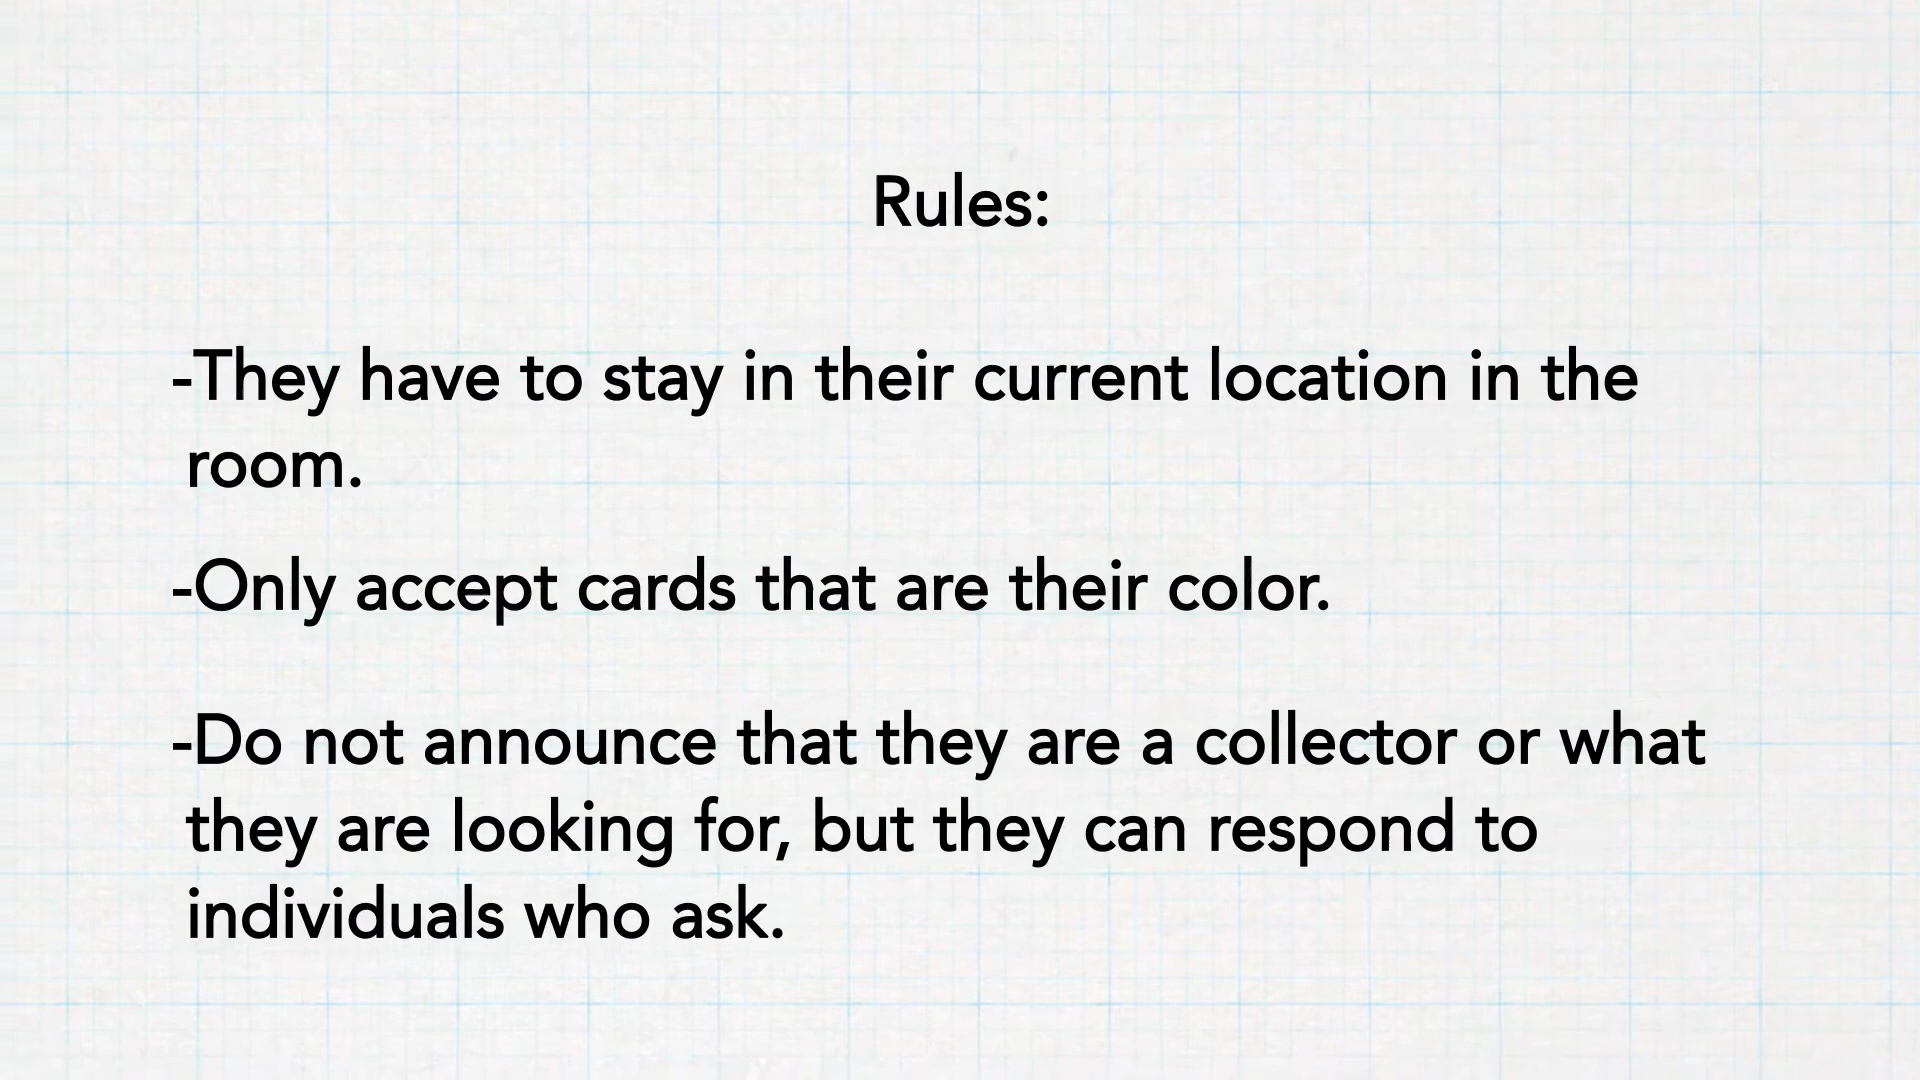 Rules:
-They have to stay in their current location in the
room.
-Only accept cards that are their color.
-Do not announce that they are a collector or what
they are looking for, but they can respond to
individuals who ask.